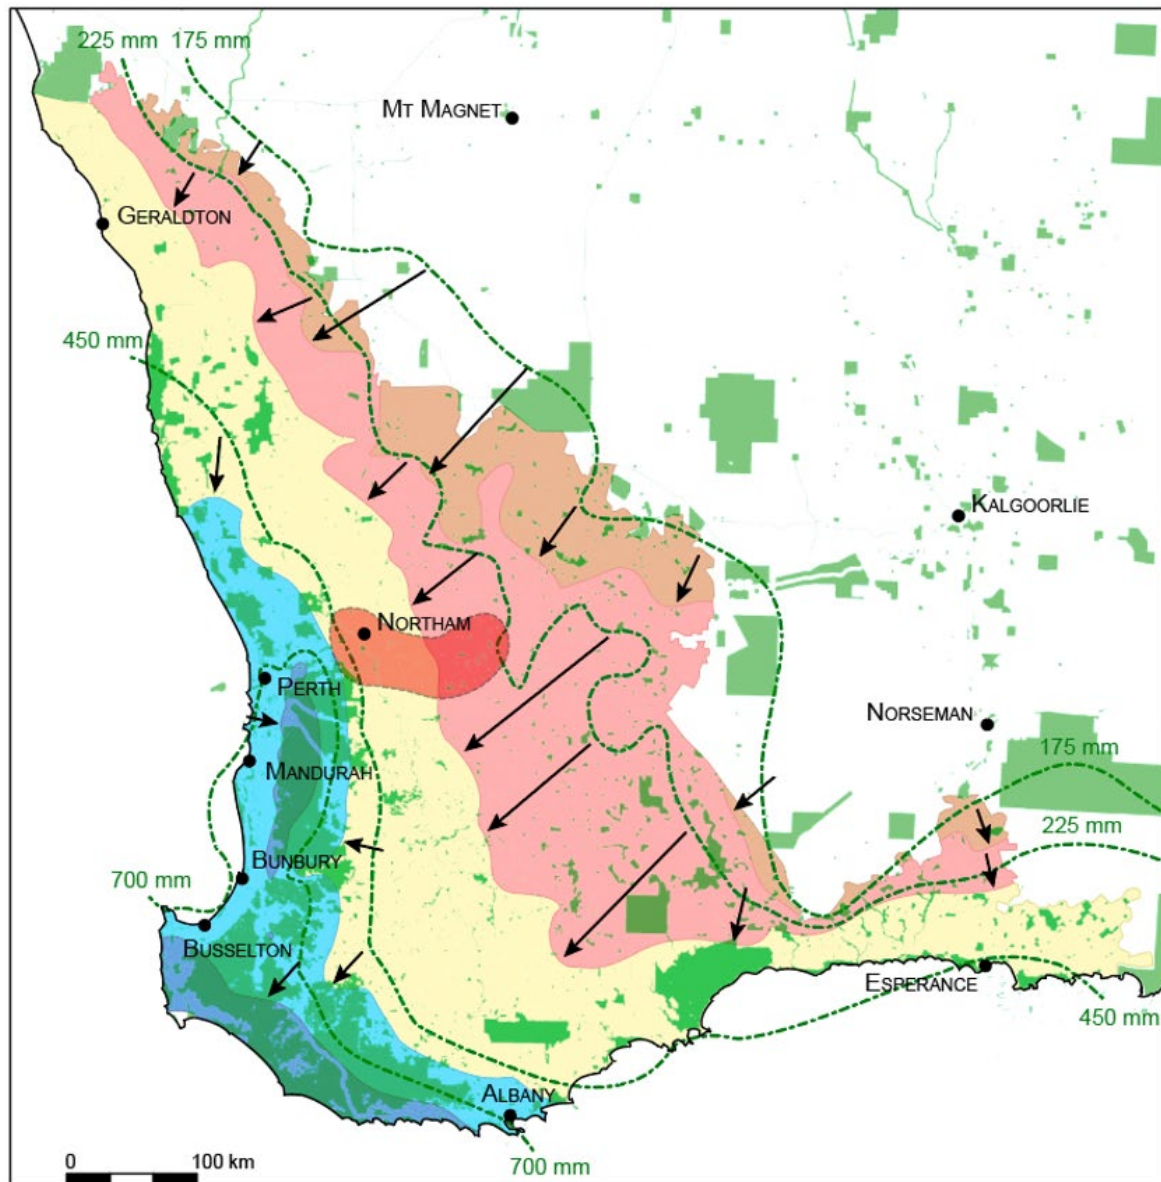 225 mm 175 mm
MT MAGNET
GERALDTON
450 mm
KALGOORLIE
NORTHAM
PERTH
NORSEMAN
175 mm
MANDURAH
225 mm
BUNBURY
700 mm
BUSSELTON
ESPERANCE
450 mm
ALBANY
700 mm
0 100 km